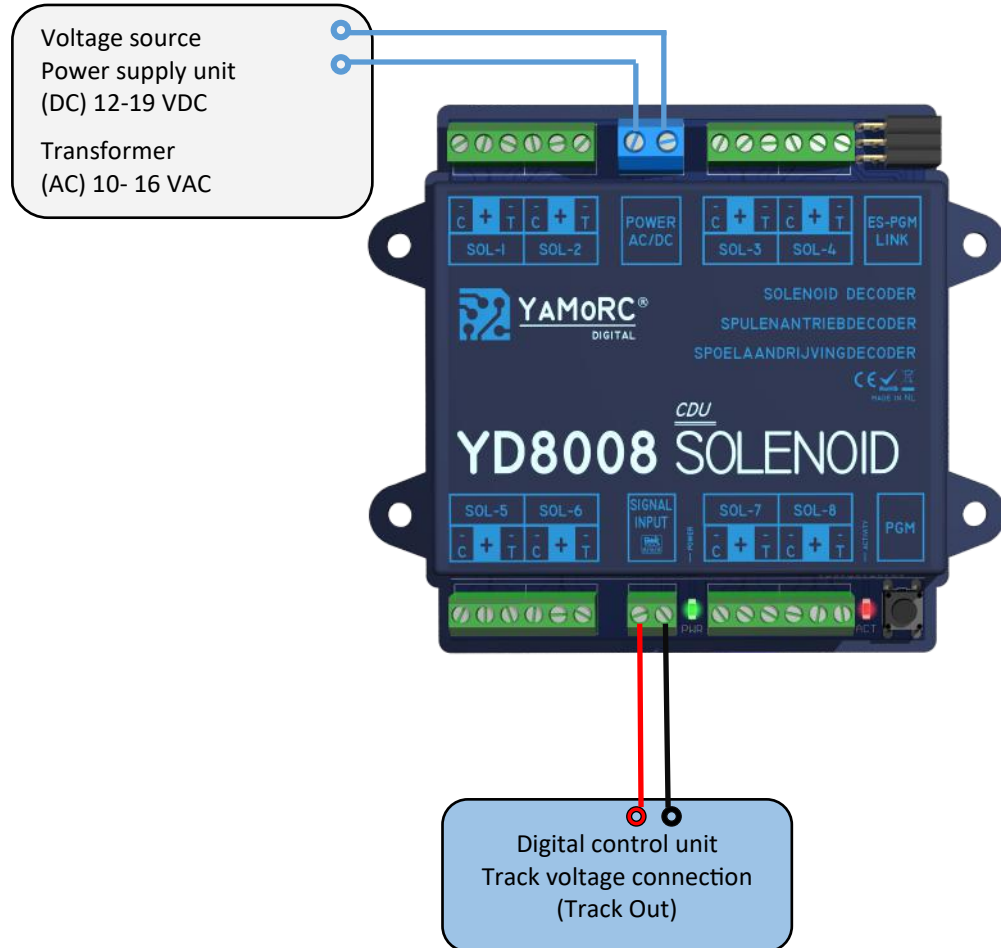 Voltage source
Power supply unit
(DC) 12-19 VDC
Transformer
(AC) 10- 16 VAC
- C + - T - C + - T
SOL-1 SOL-2
POWER
AC/DC
- C + - T - C + - T
SOL-3 SOL-4
ES-PGM
LINK
YAMoRC®
DIGITAL
SOLENOID DECODER
SPULENANTRIEBDECODER
SPOELAANDRIJVINGDECODER
CE RoHS
MADE IN NL
CDU
YD8008 SOLENOID
SOL-5 SOL-6
- C + - T - C + - T
SIGNAL
INPUT
POWER
SOL-7 SOL-8
- C + - T - C + - T
ACTIVITY
PGM
PWR
ACT
Digital control unit
Track voltage connection
(Track Out)